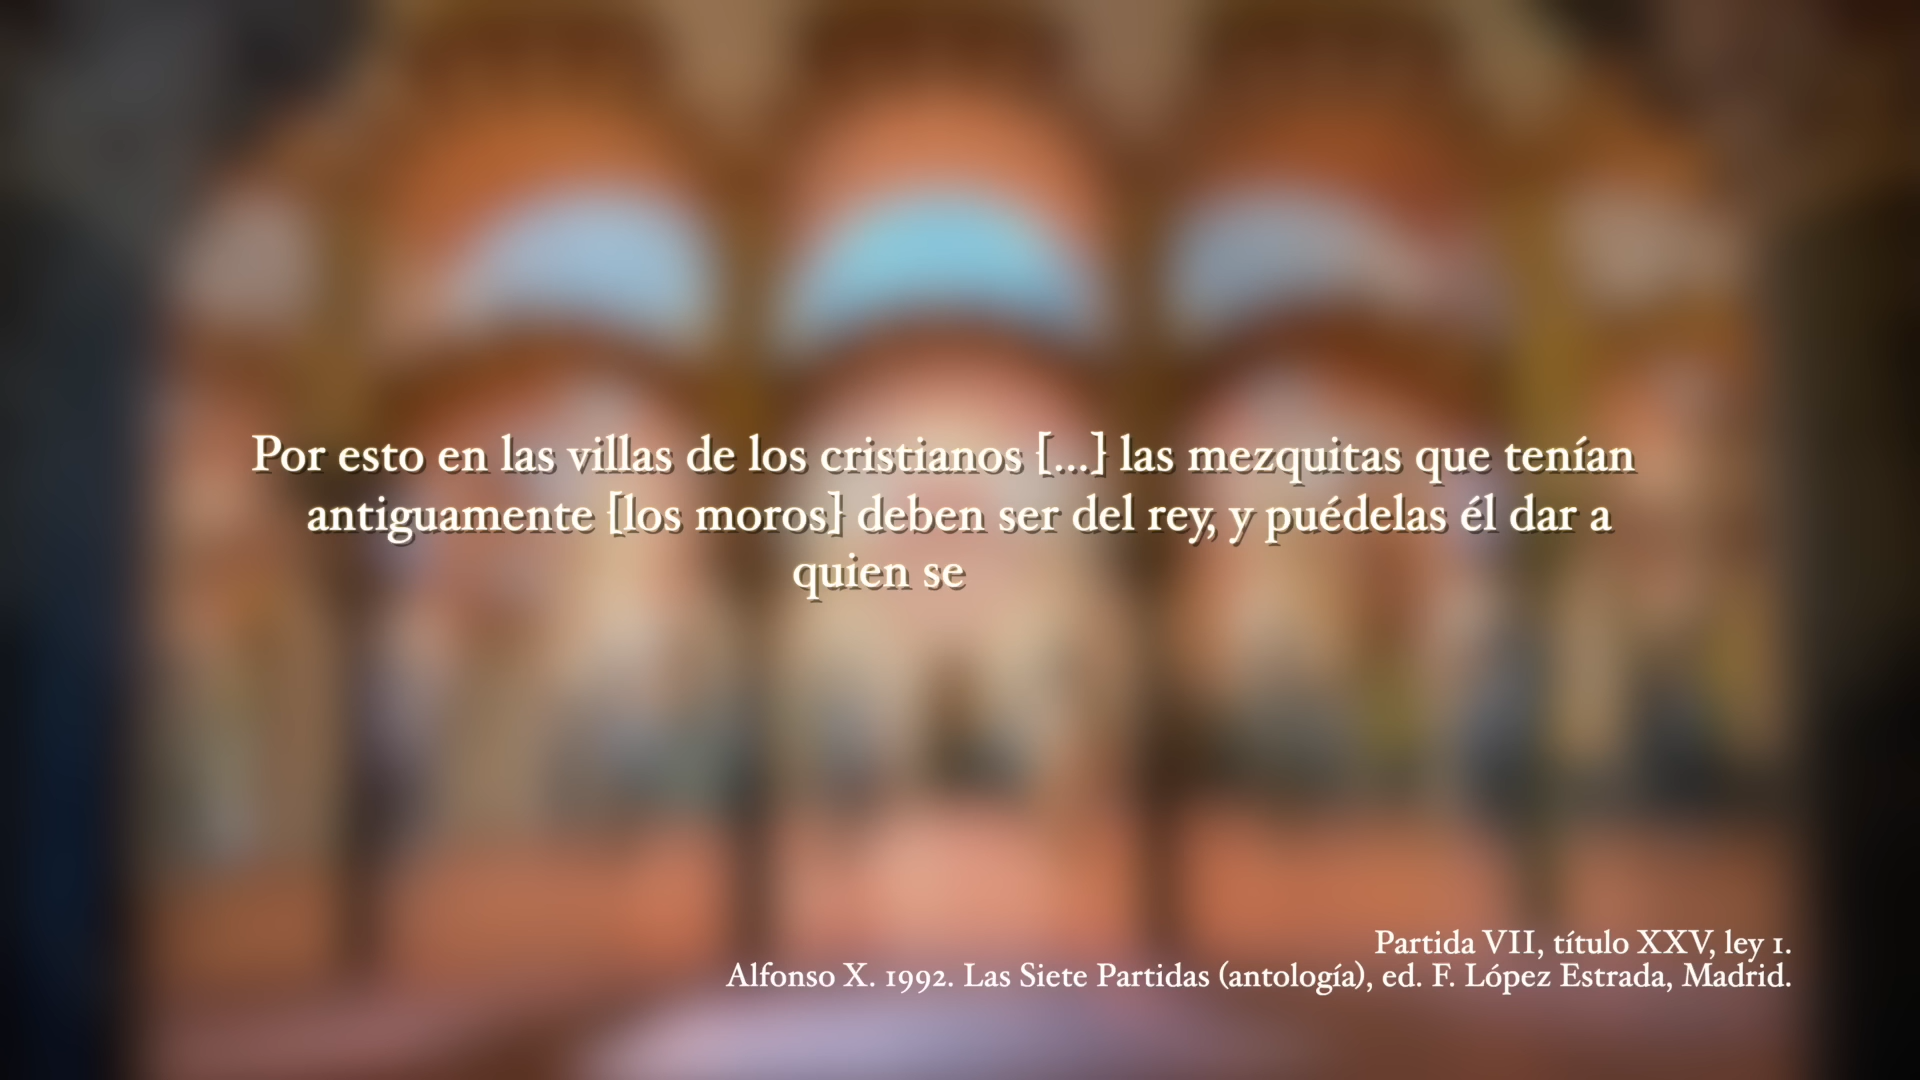 Por esto en las villas de los cristianos [...] las mezquitas que tenían
antiguamente [los moros] deben ser del rey, y puédelas él dar a
quien se
Partida VII, título XXV, ley 1.
Alfonso X. 1992. Las Siete Partidas (antología), ed. F. López Estrada, Madrid.